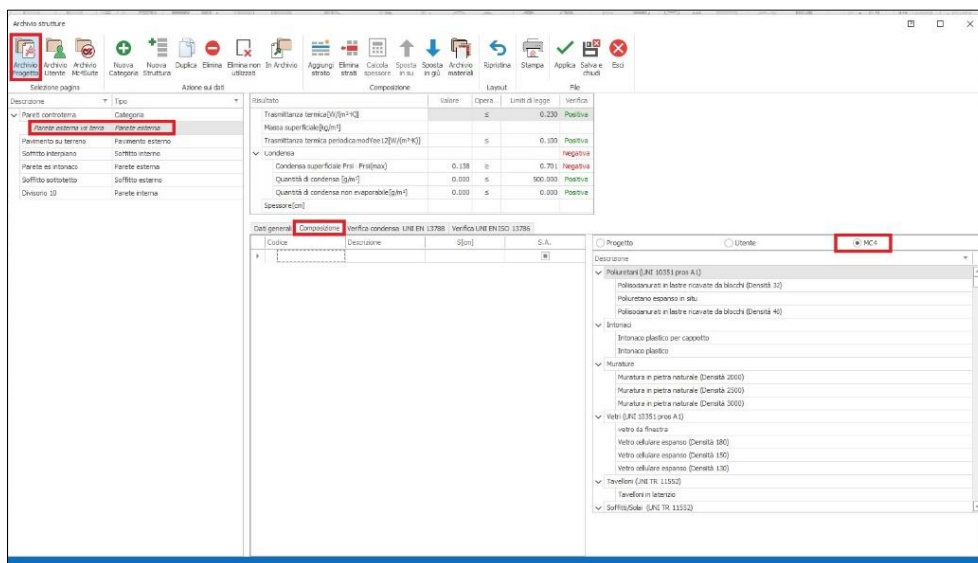 Archivio strutture
Archivio Progetto
Archivio Utente
Archivio Mc4Suite
Nuova Categoria
Nuova Struttura
Duplica
Elimina
Elimina non utilizzati
In Archivio
Aggiungi strato
Elimina strati
Calcola spessore
Sposta in su
Sposta in giù
Archivio materiali
Ripristina
Stampa
Applica
Salva e chiudi
Esci
Selezione pagina
Azione sui dati
Composizione
Layout
File
Descrizione Tipo
Pareti controterra Categoria
Parete esterna vs terra Parete esterna
Pavimento su terreno Pavimento esterno
Soffitto interpiano Soffitto interno
Parete es intonaco Parete esterna
Soffitto sottotetto Soffitto esterno
Divisorio 10 Parete interna
Risultato Valore Opera... Limiti di legge Verifica
Trasmittanza termica[W/(m²·K)] ≤ 0.230 Positiva
Massa superficiale[kg/m²]
Trasmittanza termica periodica modYee12[W/(m²·K)] ≤ 0.100 Positiva
Condensa Negativa
Condensa superficiale Frsi - Frsi(max) 0.138 ≥ 0.701 Negativa
Quantità di condensa [g/m²] 0.000 ≤ 500.000 Positiva
Quantità di condensa non evaporabile[g/m²] 0.000 ≤ 0.000 Positiva
Spessore[cm]
Dati generali Composizione Verifica condensa UNI EN 13788 Verifica UNI EN ISO 13786
Codice Descrizione S[cm] S.A.
Progetto Utente MC4
Descrizione
Poliuretani (UNI 10351 pros A1)
Polisocianurati in lastre ricavate da blocchi (Densità 32)
Poliuretano espanso in situ
Polisocianurati in lastre ricavate da blocchi (Densità 40)
Intonaci
Intonaco plastico per cappotto
Intonaco plastico
Murature
Muratura in pietra naturale (Densità 2000)
Muratura in pietra naturale (Densità 2500)
Muratura in pietra naturale (Densità 3000)
Vetri (UNI 10351 pros A1)
vetro da finestra
Vetro cellulare espanso (Densità 180)
Vetro cellulare espanso (Densità 150)
Vetro cellulare espanso (Densità 130)
Tavelloni (UNI TR 11552)
Tavelloni in laterizio
Soffitti/Solai (UNI TR 11552)